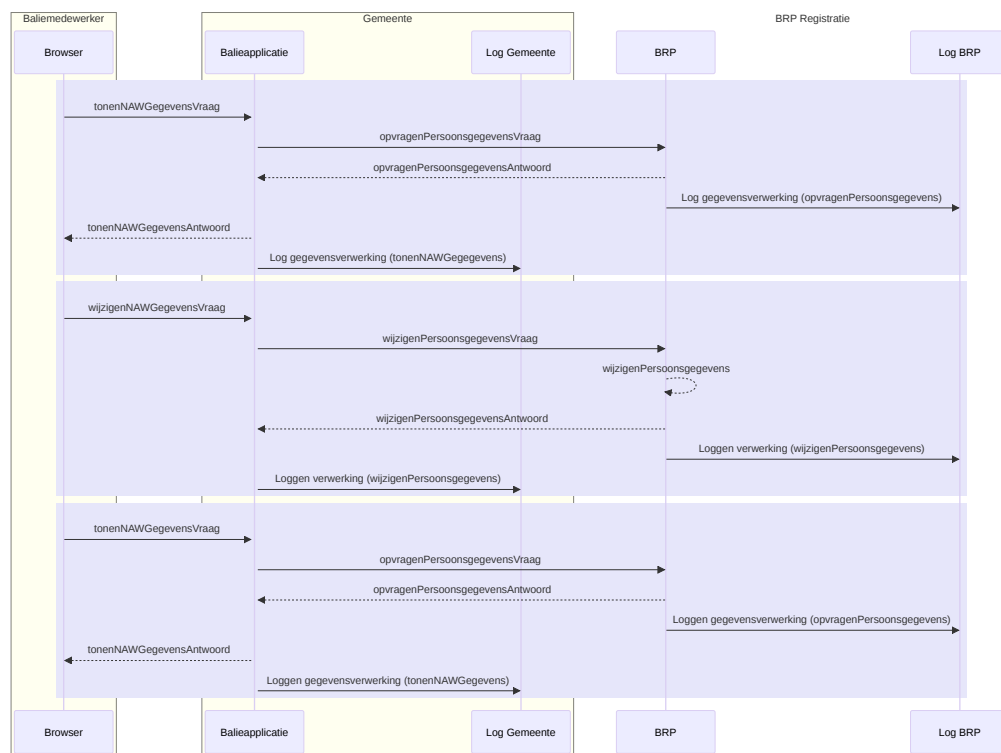 Baliemedewerker
Gemeente
BRP Registratie
Browser
Balieapplicatie
Log Gemeente
BRP
Log BRP
tonenNAWGegevensVraag
opvragenPersoonsgegevensVraag
opvragenPersoonsgegevensAntwoord
Log gegevensverwerking (opvragenPersoonsgegevens)
tonenNAWGegevensAntwoord
Log gegevensverwerking (tonenNAWGegegevens)
wijzigenNAWGegevensVraag
wijzigenPersoonsgegevensVraag
wijzigenPersoonsgegevens
wijzigenPersoonsgegevensAntwoord
Loggen verwerking (wijzigenPersoonsgegevens)
Loggen verwerking (wijzigenPersoonsgegevens)
tonenNAWGegevensVraag
opvragenPersoonsgegevensVraag
opvragenPersoonsgegevensAntwoord
Loggen gegevensverwerking (opvragenPersoonsgegevens)
tonenNAWGegevensAntwoord
Loggen gegevensverwerking (tonenNAWGegevens)
Browser
Balieapplicatie
Log Gemeente
BRP
Log BRP